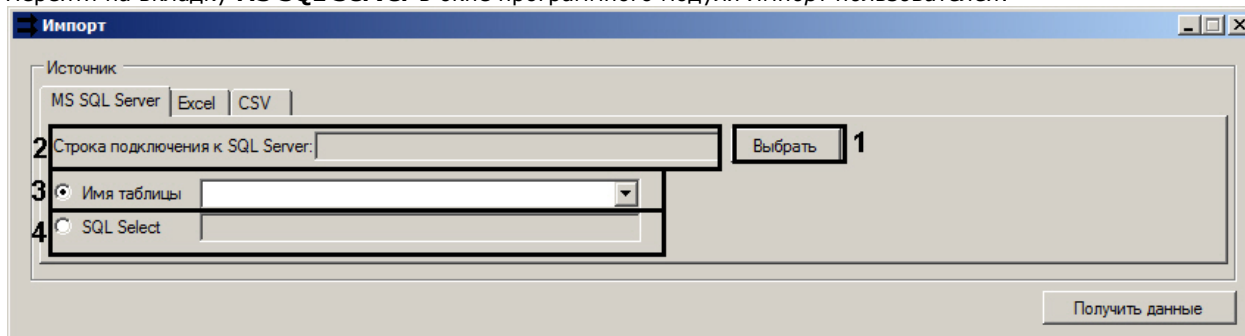 Перейти на вкладку MS SQL Server в окне программного модуля Импорт пользователей.
Импорт
Источник
MS SQL Server Excel CSV
2 Строка подключения к SQL Server: Выбрать 1
3 Имя таблицы
4 SQL Select
Получить данные